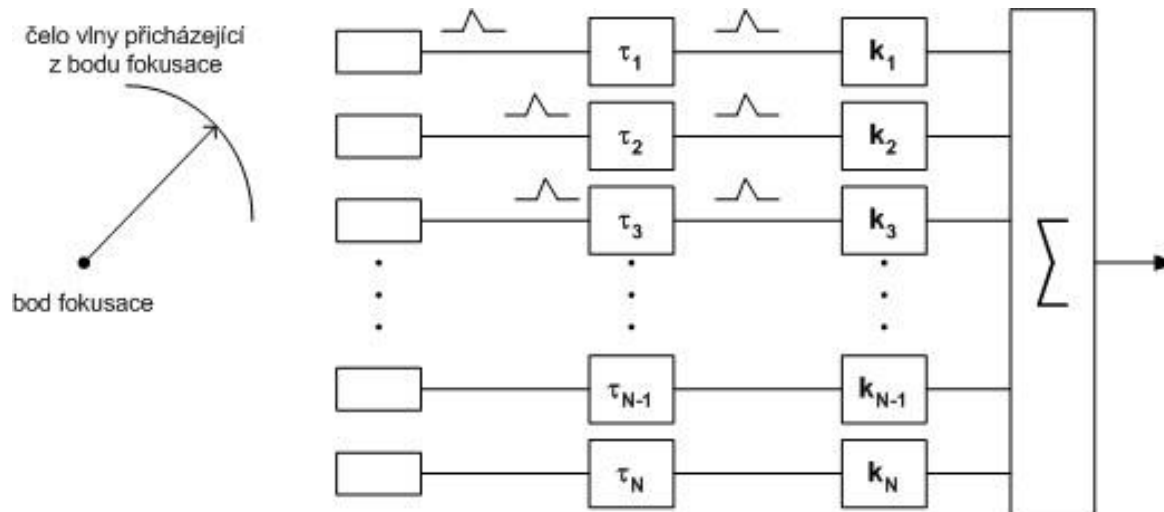 čelo vlny přicházející
z bodu fokusace
bod fokusace
τ1 k1
τ2 k2
τ3 k3
τN-1 kN-1
τN kN
Σ